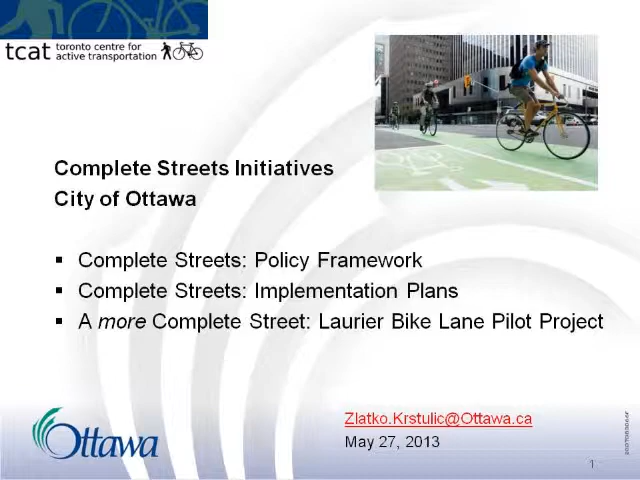 tcat toronto centre for
active transportation
Complete Streets Initiatives
City of Ottawa
▪ Complete Streets: Policy Framework
▪ Complete Streets: Implementation Plans
▪ A more Complete Street: Laurier Bike Lane Pilot Project
Ottawa
Zlatko.Krstulic@Ottawa.ca
May 27, 2013
1